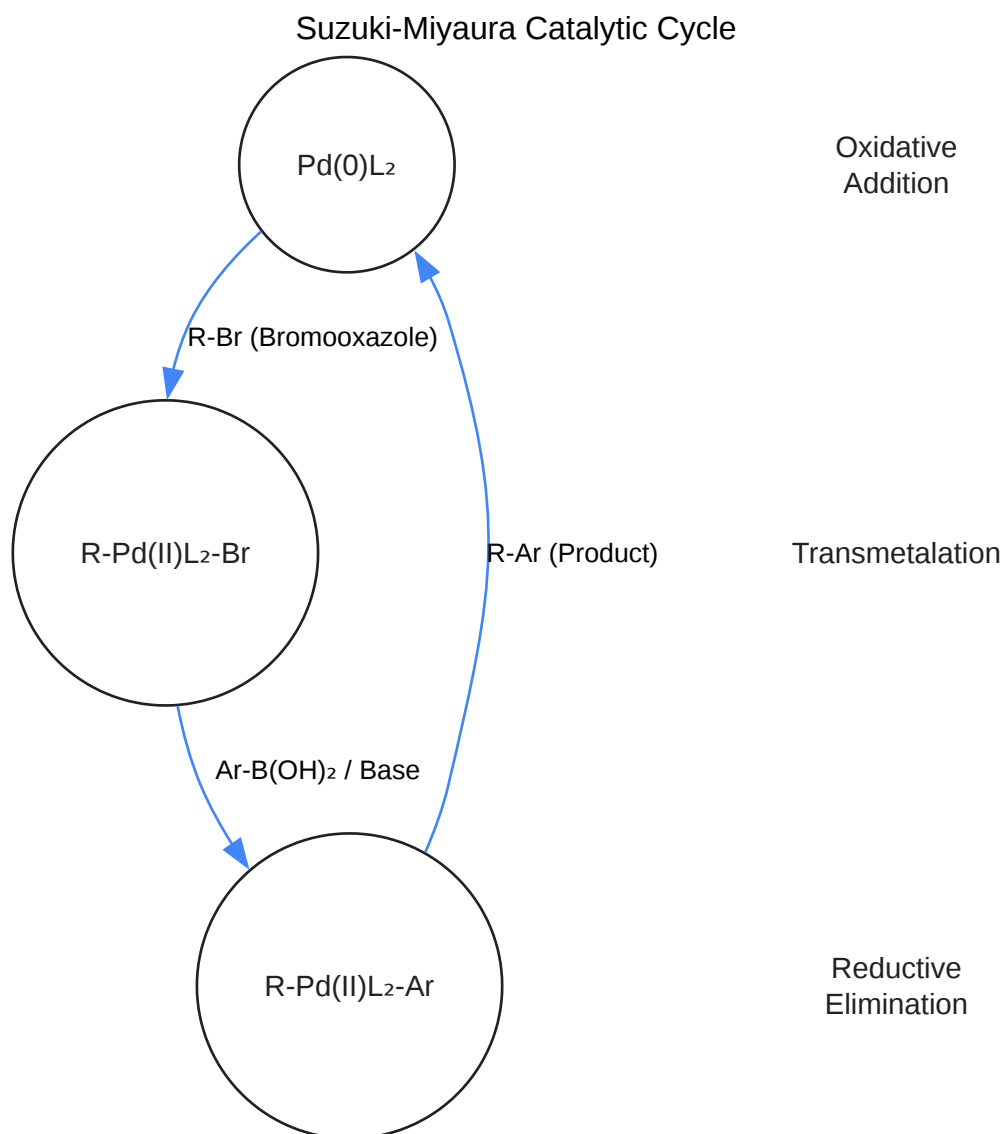 Suzuki-Miyaura Catalytic Cycle
Pd(0)L₂
Oxidative
Addition
R-Br (Bromooxazole)
R-Pd(II)L₂-Br
R-Ar (Product)
Transmetalation
Ar-B(OH)₂ / Base
R-Pd(II)L₂-Ar
Reductive
Elimination